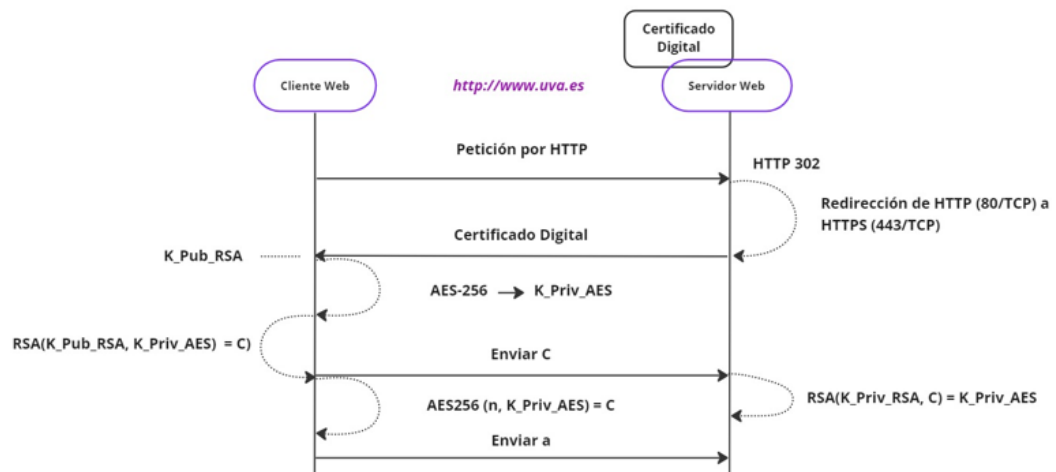 Certificado
Digital
Cliente Web
http://www.uva.es
Servidor Web
Petición por HTTP
HTTP 302
Redirección de HTTP (80/TCP) a
HTTPS (443/TCP)
Certificado Digital
K_Pub_RSA
AES-256
K_Priv_AES
RSA(K_Pub_RSA, K_Priv_AES) = C)
Enviar C
RSA(K_Priv_RSA, C) = K_Priv_AES
AES256 (n, K_Priv_AES) = C
Enviar a